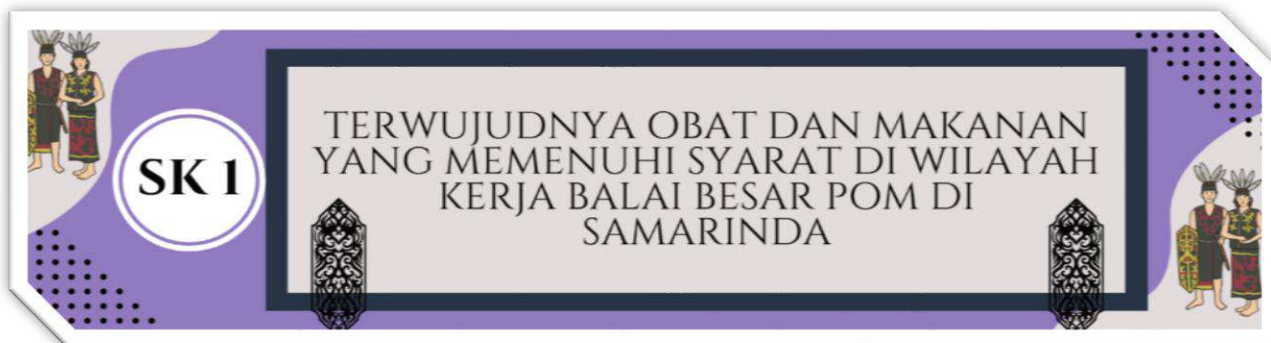 SK 1
TERWUJUDNYA OBAT DAN MAKANAN
YANG MEMENUHI SYARAT DI WILAYAH
KERJA BALAI BESAR POM DI
SAMARINDA